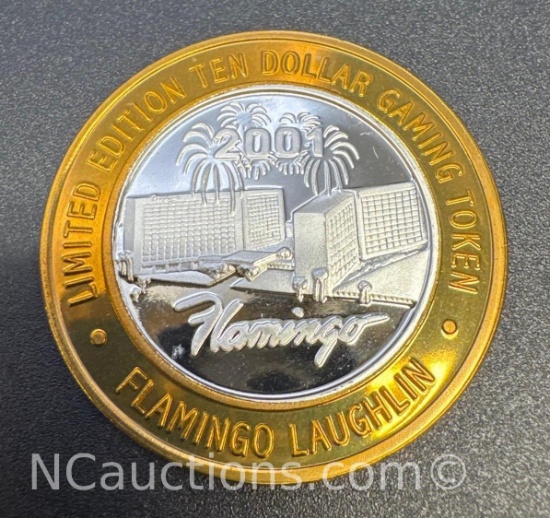 LIMITED EDITION TEN DOLLAR GAMING TOKEN
2001
Flamingo
• FLAMINGO LAUGHLIN •
NCauctions.com©